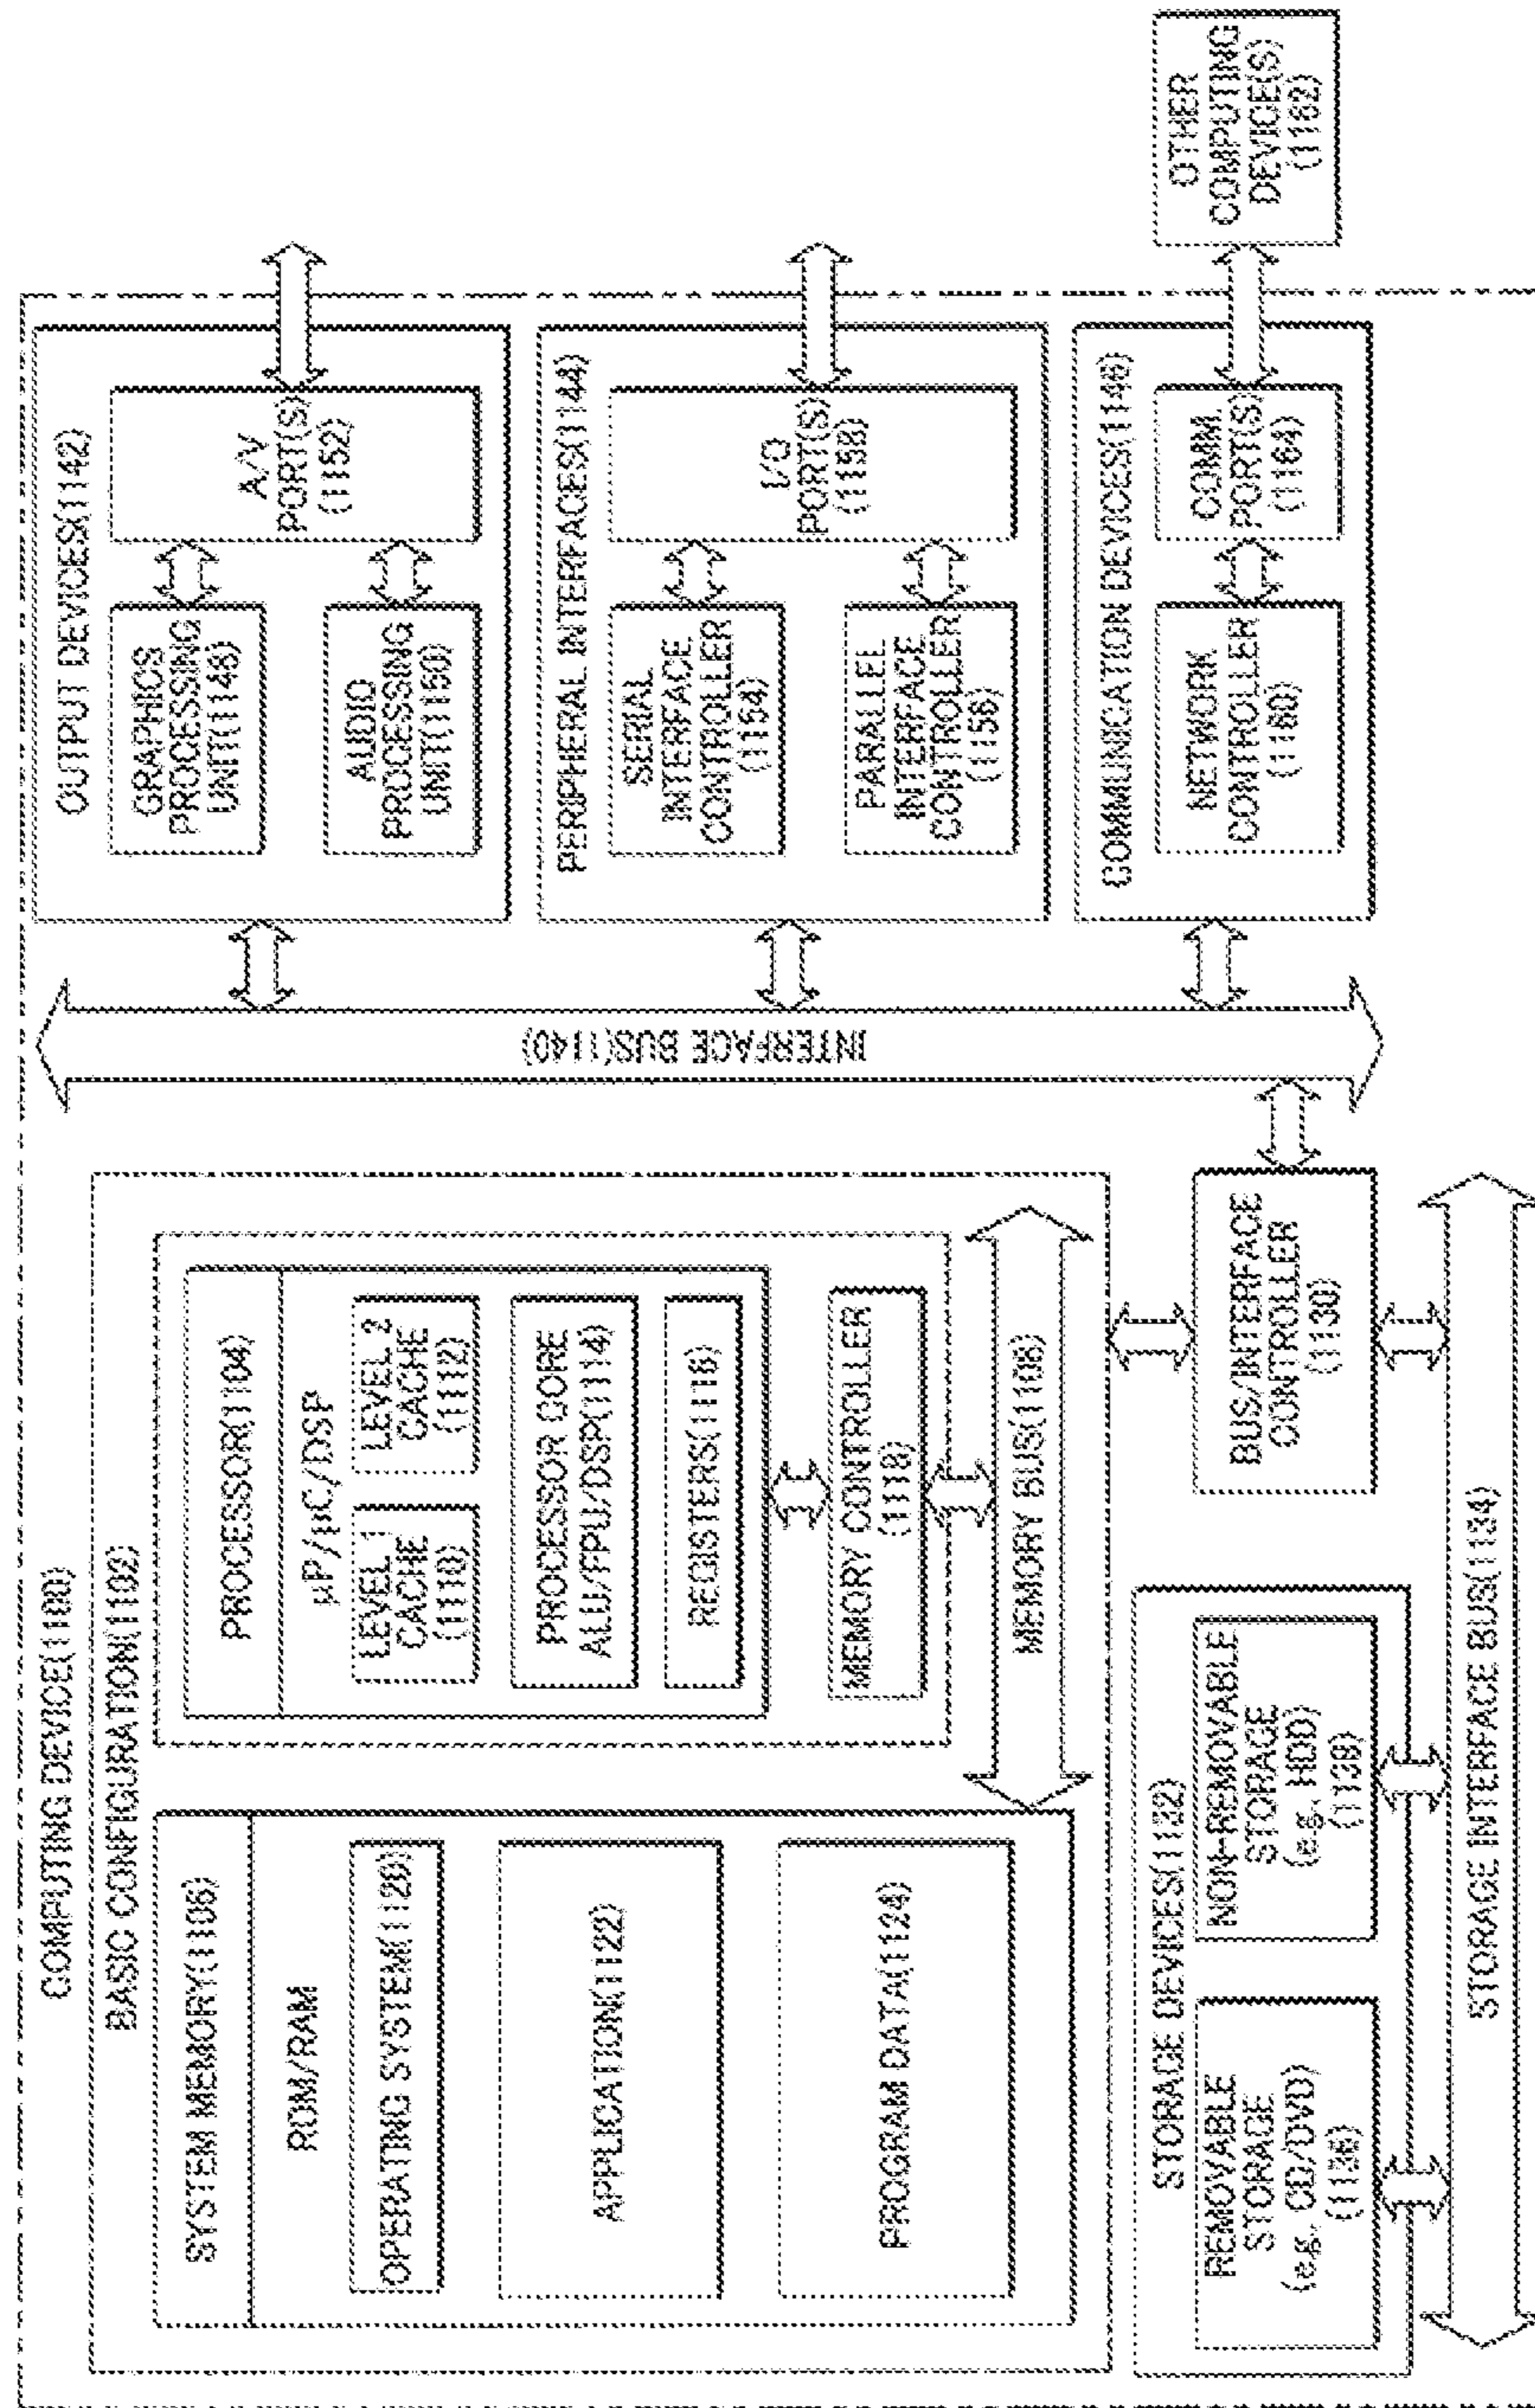 COMPUTING DEVICE(1100)
BASIC CONFIGURATION(1102)
SYSTEM MEMORY(1106)
ROM/RAM
OPERATING SYSTEM(1120)
APPLICATION(1122)
PROGRAM DATA(1124)
PROCESSOR(1104)
µP/µC/DSP
LEVEL 1
CACHE
(1110)
LEVEL 2
CACHE
(1112)
PROCESSOR CORE
ALU/FPU/DSP(1114)
REGISTERS(1116)
MEMORY CONTROLLER
(1118)
MEMORY BUS(1108)
STORAGE DEVICES(1132)
REMOVABLE
STORAGE
(e.g., CD/DVD)
(1136)
NON-REMOVABLE
STORAGE
(e.g., HDD)
(1138)
BUS/INTERFACE
CONTROLLER
(1130)
STORAGE INTERFACE BUS(1134)
INTERFACE BUS(1140)
OUTPUT DEVICES(1142)
GRAPHICS
PROCESSING
UNIT(1148)
AUDIO
PROCESSING
UNIT(1150)
A/V
PORT(S)
(1152)
PERIPHERAL INTERFACES(1144)
SERIAL
INTERFACE
CONTROLLER
(1154)
PARALLEL
INTERFACE
CONTROLLER
(1156)
I/O
PORT(S)
(1158)
COMMUNICATION DEVICES(1146)
NETWORK
CONTROLLER
(1160)
COMM.
PORT(S)
(1164)
OTHER
COMPUTING
DEVICE(S)
(1162)